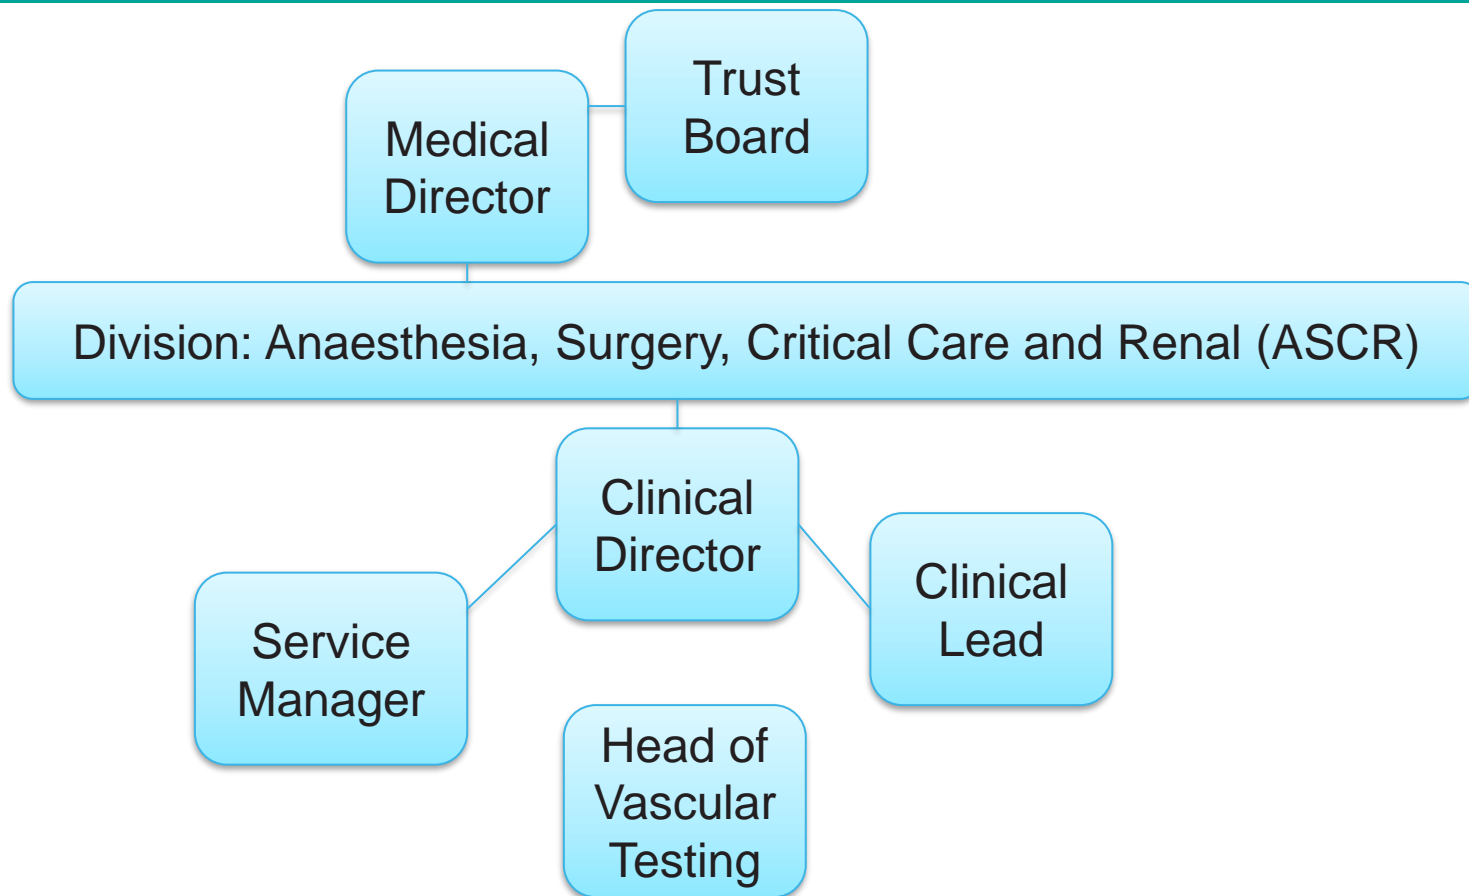 Trust
Board
Medical
Director
Division: Anaesthesia, Surgery, Critical Care and Renal (ASCR)
Clinical
Director
Clinical
Lead
Service
Manager
Head of
Vascular
Testing